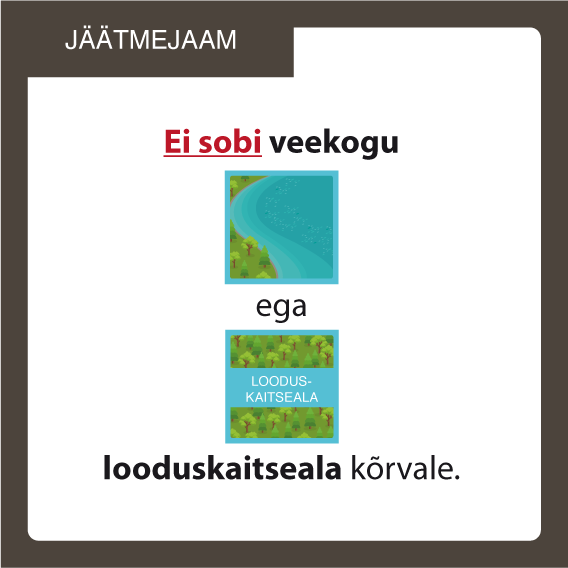 JÄÄTMEJAAM
Ei sobi veekogu
ega
LOODUS-
KAITSEALA
looduskaitseala kõrvale.